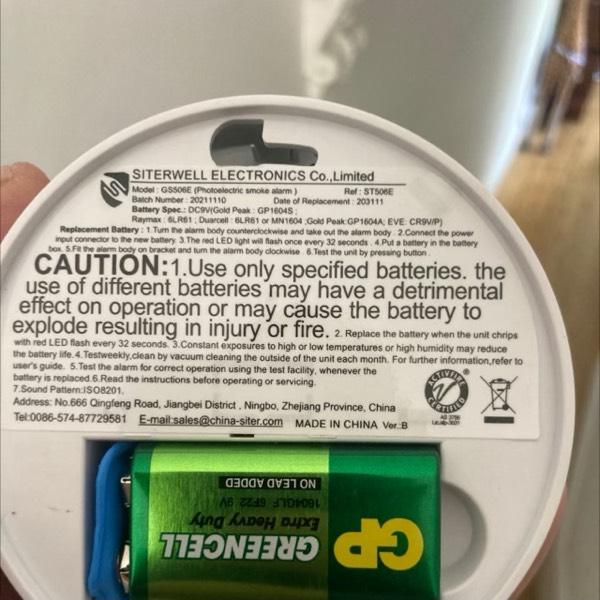 SITERWELL ELECTRONICS Co.,Limited
Model : GS506E (Photoelectric smoke alarm ) Ref : ST506E
Batch Number : 20211110 Date of Replacement : 203111
Battery Spec.: DC9V(Gold Peak : GP1604S ;
Raymax : 6LR61 ; Duarcell : 6LR61 or MN1604 ;Gold Peak:GP1604A; EVE: CR9V/P)
Replacement Battery : 1.Turn the alarm body counterclockwise and take out the alarm body . 2.Connect the power
input connector to the new battery. 3.The red LED light will flash once every 32 seconds . 4.Put a battery in the battery
box. 5.Fit the alarm body on bracket and turn the alarm body clockwise . 6.Test the unit by pressing button .
CAUTION:1.Use only specified batteries. the
use of different batteries may have a detrimental
effect on operation or may cause the battery to
explode resulting in injury or fire. 2. Replace the battery when the unit chrips
with red LED flash every 32 seconds. 3.Constant exposures to high or low temperatures or high humidity may reduce
the battery life.4.Testweekly,clean by vacuum cleaning the outside of the unit each month. For further information,refer to
user's guide. 5.Test the alarm for correct operation using the test facility, whenever the
battery is replaced.6.Read the instructions before operating or servicing.
7.Sound Pattern:ISO8201.
Address: No.666 Qingfeng Road, Jiangbei District , Ningbo, Zhejiang Province, China
Tel:0086-574-87729581 E-mail:sales@china-siter.com MADE IN CHINA Ver.:B
ACTIVFIRE
CERTIFIED
AS 3786
GP
GREENCELL
Extra Heavy Duty
1604GLF 6F22 9V
NO LEAD ADDED